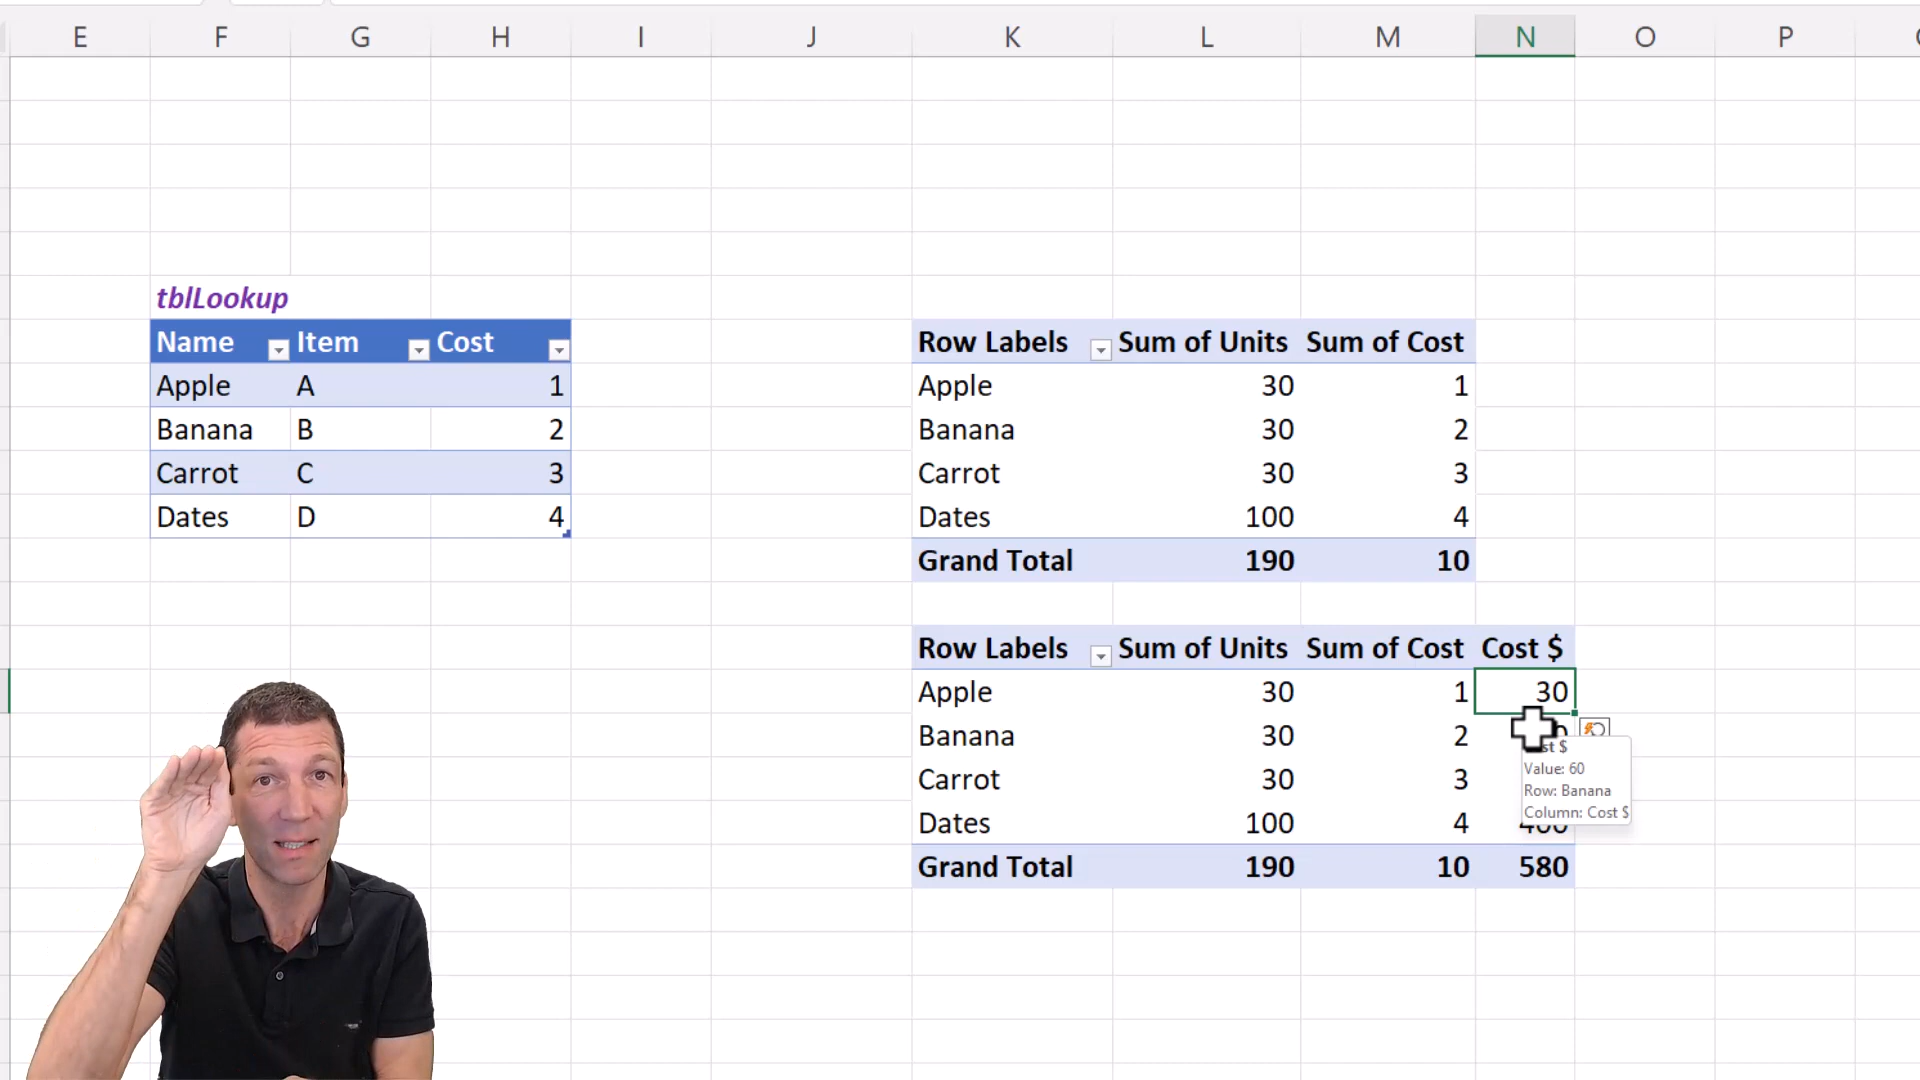 E F G H I J K L M N O P
tblLookup
Name Item Cost
Apple A 1
Banana B 2
Carrot C 3
Dates D 4
Row Labels Sum of Units Sum of Cost
Apple 30 1
Banana 30 2
Carrot 30 3
Dates 100 4
Grand Total 190 10
Row Labels Sum of Units Sum of Cost Cost $
Apple 30 1 30
Banana 30 2
Carrot 30 3
Dates 100 4
Grand Total 190 10 580
$
Value: 60
Row: Banana
Column: Cost $